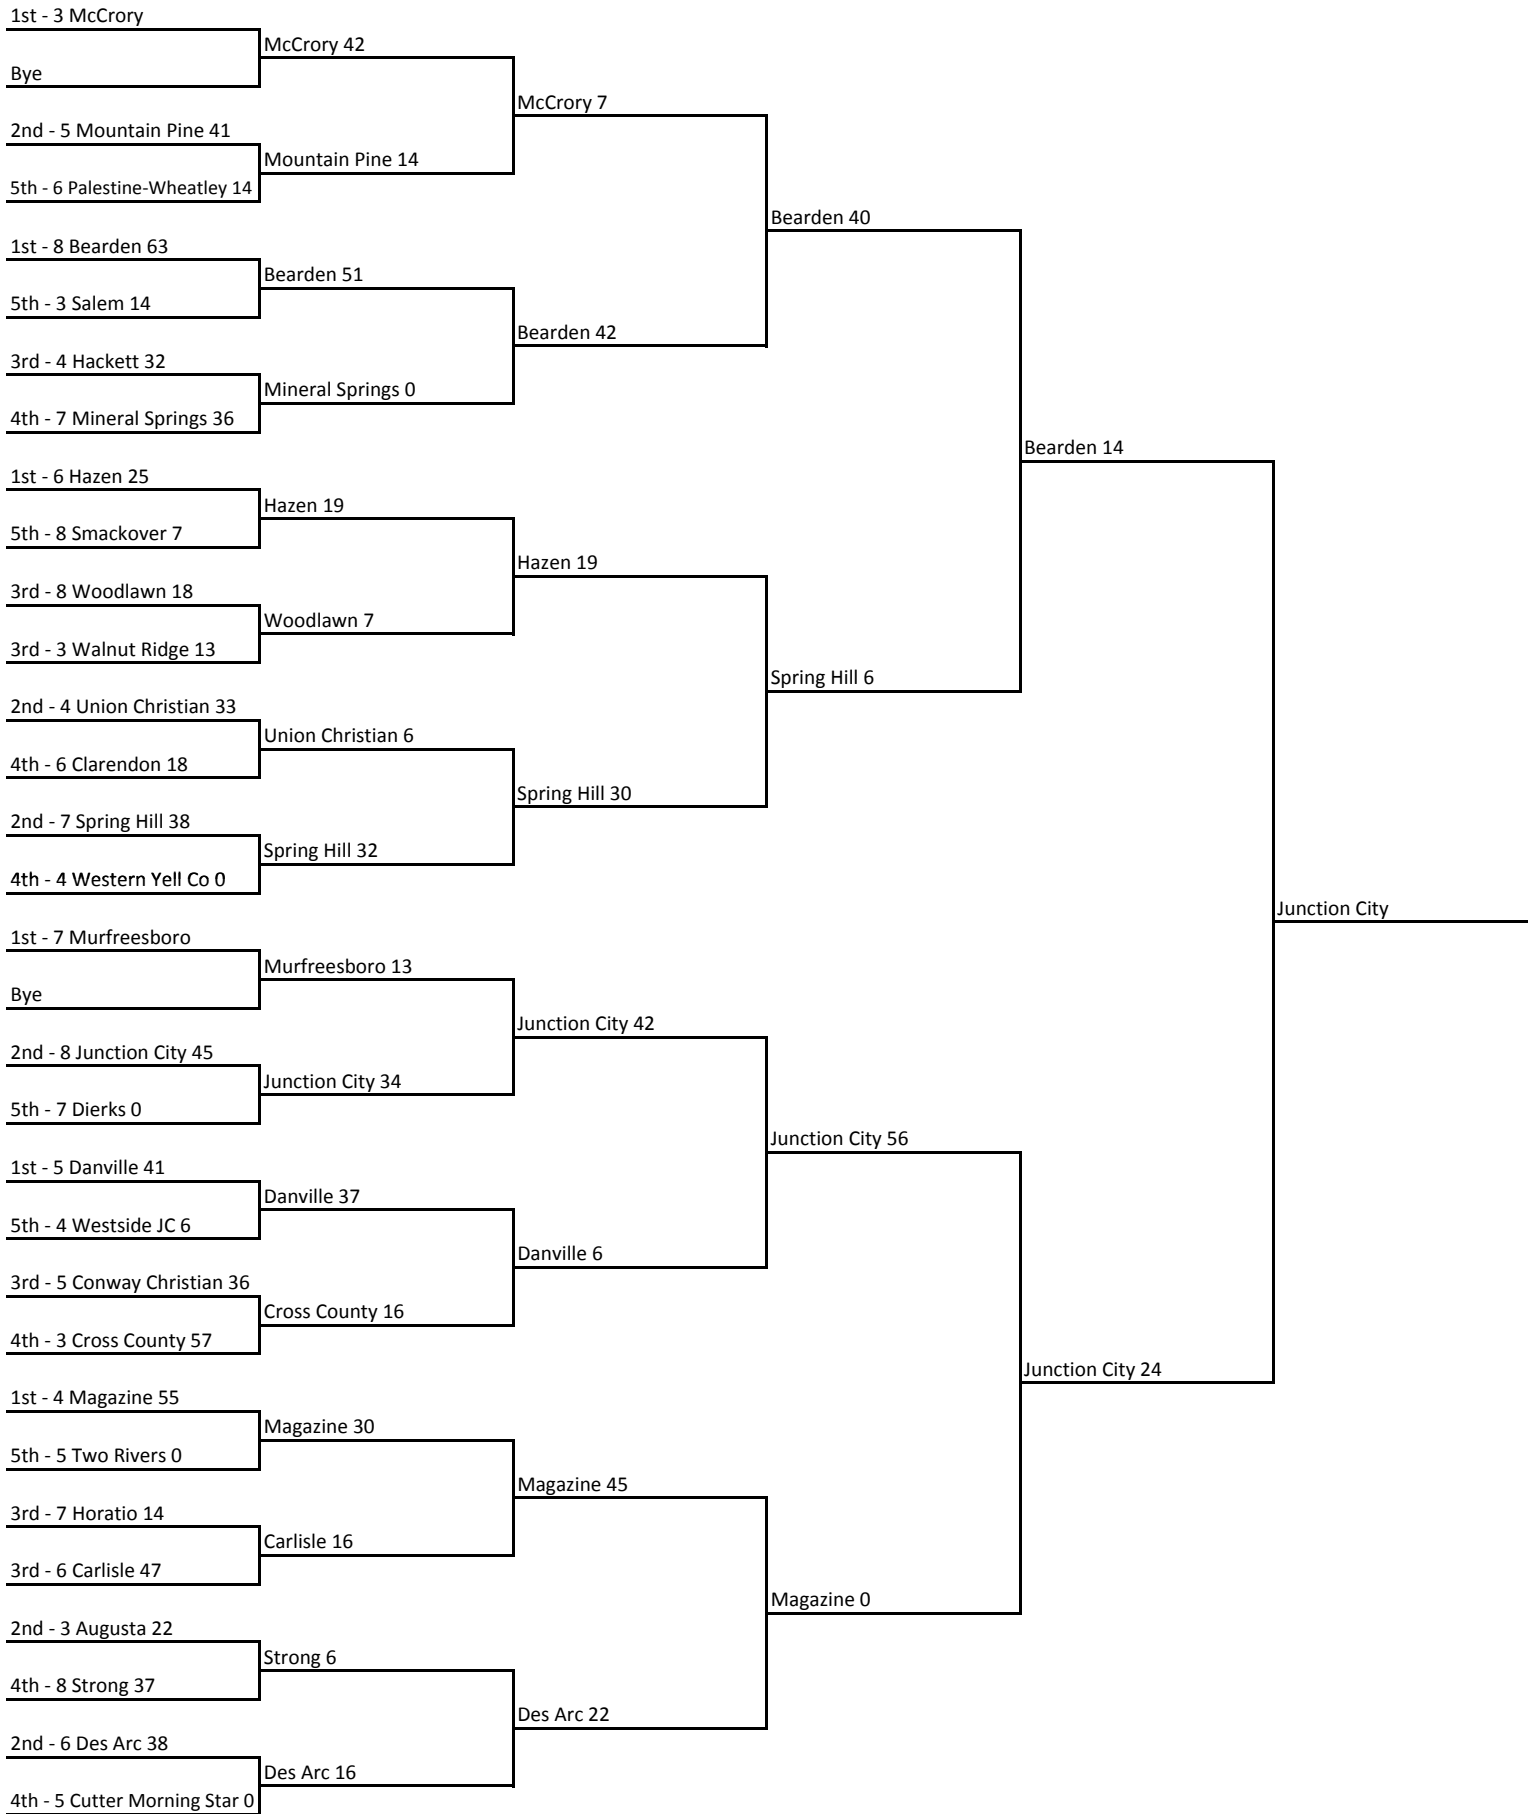 1st - 3 McCrory
McCrory 42
Bye
McCrory 7
2nd - 5 Mountain Pine 41
Mountain Pine 14
5th - 6 Palestine-Wheatley 14
Bearden 40
1st - 8 Bearden 63
Bearden 51
5th - 3 Salem 14
Bearden 42
3rd - 4 Hackett 32
Mineral Springs 0
4th - 7 Mineral Springs 36
Bearden 14
1st - 6 Hazen 25
Hazen 19
5th - 8 Smackover 7
Hazen 19
3rd - 8 Woodlawn 18
Woodlawn 7
3rd - 3 Walnut Ridge 13
Spring Hill 6
2nd - 4 Union Christian 33
Union Christian 6
4th - 6 Clarendon 18
Spring Hill 30
2nd - 7 Spring Hill 38
Spring Hill 32
4th - 4 Western Yell Co 0
Junction City
1st - 7 Murfreesboro
Murfreesboro 13
Bye
Junction City 42
2nd - 8 Junction City 45
Junction City 34
5th - 7 Dierks 0
Junction City 56
1st - 5 Danville 41
Danville 37
5th - 4 Westside JC 6
Danville 6
3rd - 5 Conway Christian 36
Cross County 16
4th - 3 Cross County 57
Junction City 24
1st - 4 Magazine 55
Magazine 30
5th - 5 Two Rivers 0
Magazine 45
3rd - 7 Horatio 14
Carlisle 16
3rd - 6 Carlisle 47
Magazine 0
2nd - 3 Augusta 22
Strong 6
4th - 8 Strong 37
Des Arc 22
2nd - 6 Des Arc 38
Des Arc 16
4th - 5 Cutter Morning Star 0